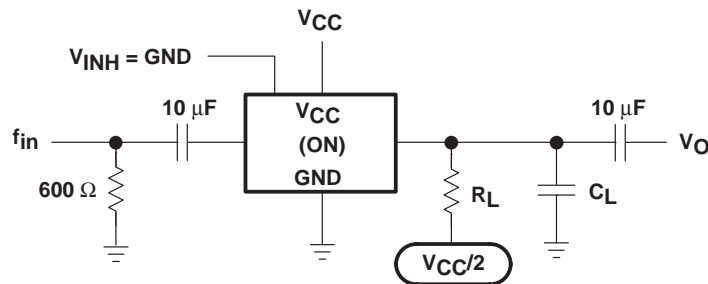 VCC
VINH = GND
10 µF
VCC
(ON)
GND
10 µF
fin
VO
600 Ω
RL
CL
VCC/2